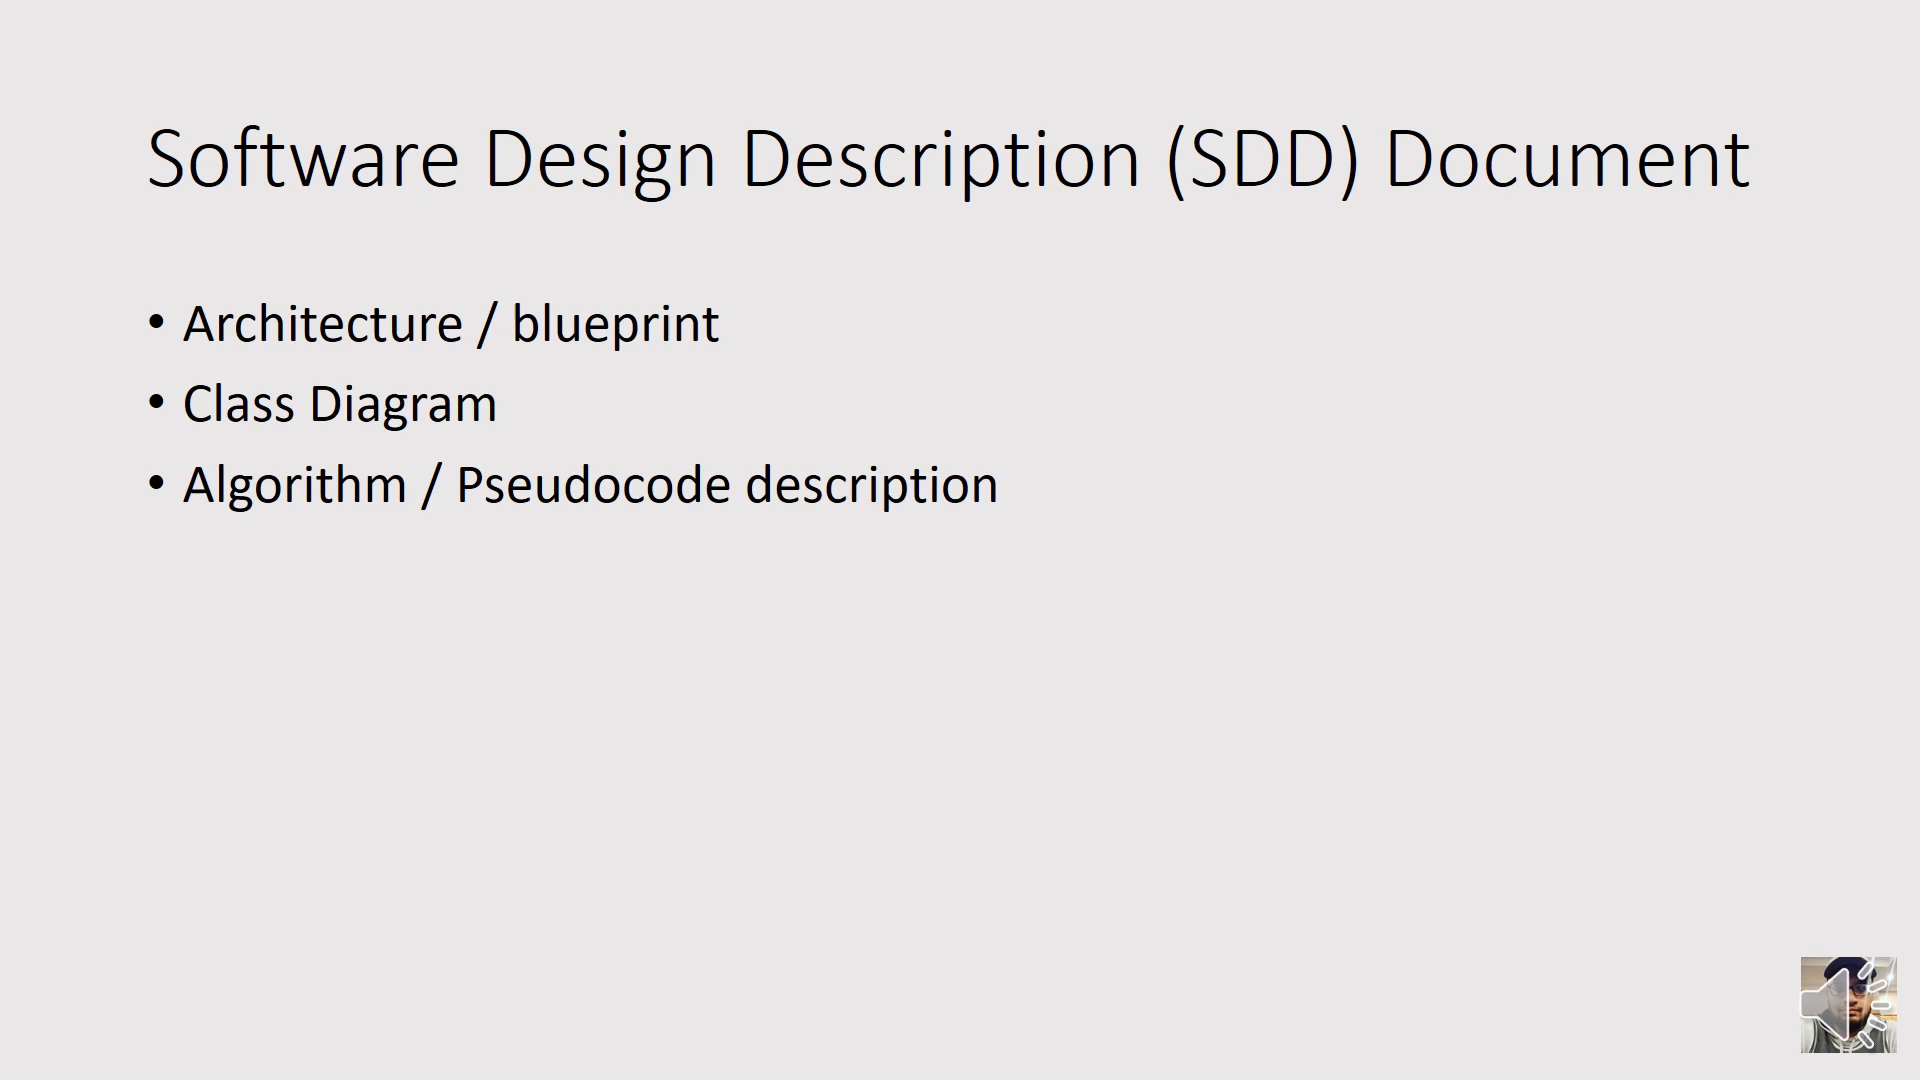 Software Design Description (SDD) Document
• Architecture / blueprint
• Class Diagram
• Algorithm / Pseudocode description